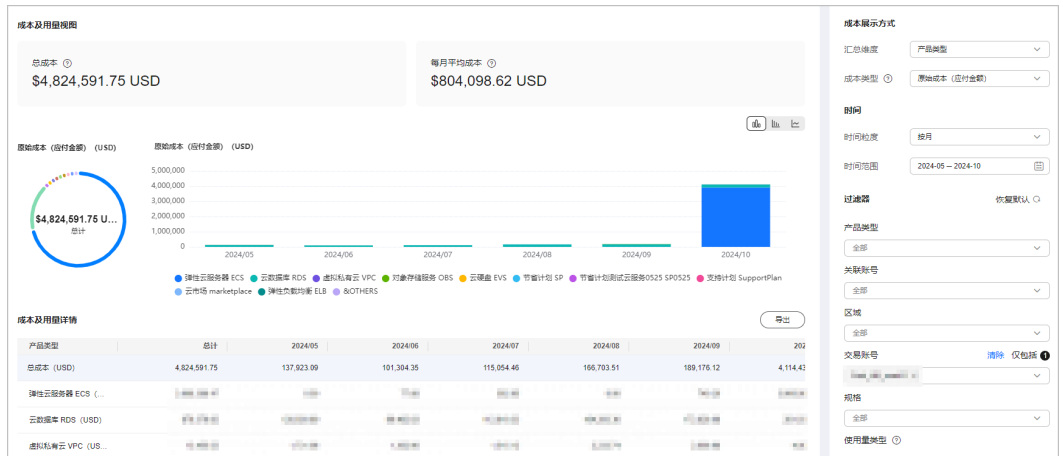 成本及用量视图
总成本 ?
$4,824,591.75 USD
每月平均成本 ?
$804,098.62 USD
原始成本（应付金额）（USD）
$4,824,591.75 U...
总计
原始成本（应付金额）（USD）
5,000,000
4,000,000
3,000,000
2,000,000
1,000,000
0
2024/05 2024/06 2024/07 2024/08 2024/09 2024/10
弹性云服务器 ECS 云数据库 RDS 虚拟私有云 VPC 对象存储服务 OBS 云硬盘 EVS 节省计划 SP 节省计划测试云服务0525 SP0525 支持计划 SupportPlan
云市场 marketplace 弹性负载均衡 ELB &OTHERS
成本及用量详情
导出
产品类型 总计 2024/05 2024/06 2024/07 2024/08 2024/09 202
总成本（USD） 4,824,591.75 137,923.09 101,304.35 115,054.46 166,703.51 189,176.12 4,114,43
弹性云服务器 ECS（...
云数据库 RDS（USD）
虚拟私有云 VPC（US...
成本展示方式
汇总维度 产品类型
成本类型 ? 原始成本（应付金额）
时间
时间粒度 按月
时间范围 2024-05 – 2024-10
过滤器 恢复默认
产品类型
全部
关联账号
全部
区域
全部
交易账号 清除 仅包括 1
规格
全部
使用量类型 ?